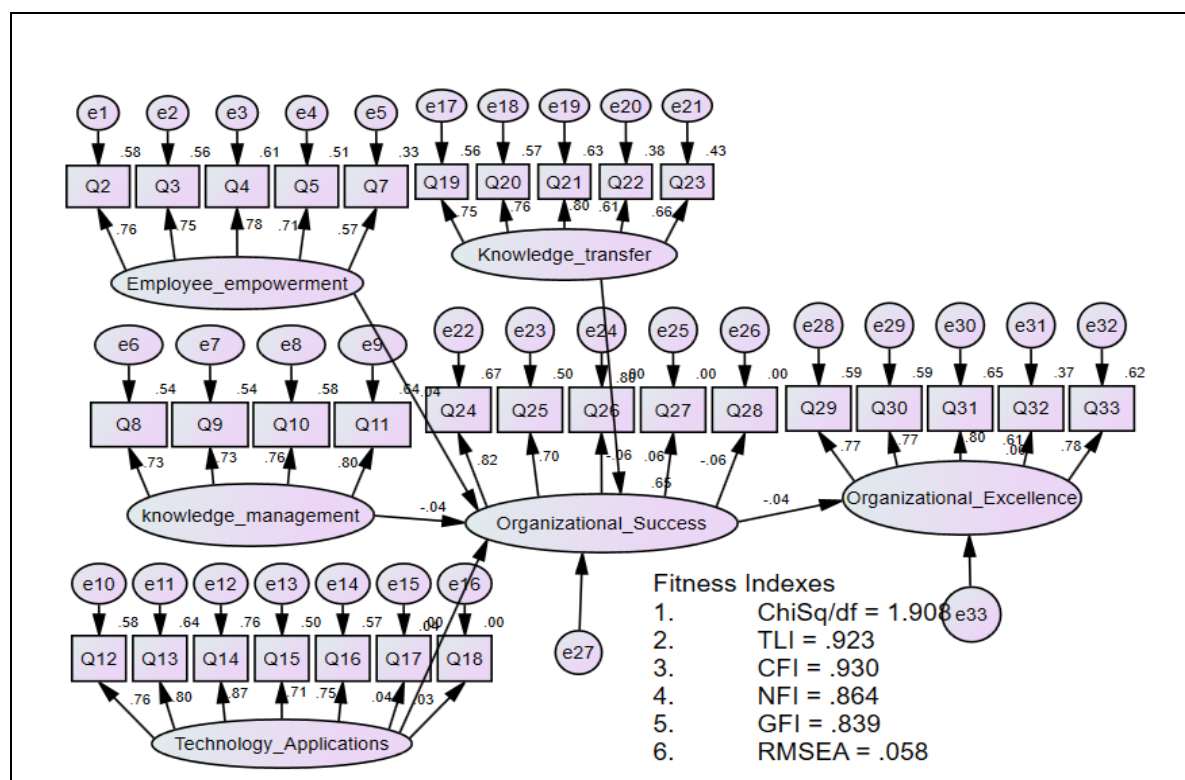 e1 e2 e3 e4 e5
.58 .56 .61 .51 .33
Q2 Q3 Q4 Q5 Q7
.76 .75 .78 .71 .57
Employee_empowerment
e17 e18 e19 e20 e21
.56 .57 .63 .38 .43
Q19 Q20 Q21 Q22 Q23
.75 .76 .80 .61 .66
Knowledge_transfer
e6 e7 e8 e9
.54 .54 .58 .64
Q8 Q9 Q10 Q11
.73 .73 .76 .80
knowledge_management
.04
-.04
e22 e23 e24 e25 e26
.67 .50 .00 .00 .00
Q24 Q25 Q26 Q27 Q28
.82 .70 -.06 .06 -.06
.65
Organizational_Success
-.04
e27
e28 e29 e30 e31 e32
.59 .59 .65 .37 .62
Q29 Q30 Q31 Q32 Q33
.77 .77 .80 .61 .78
.00
Organizational_Excellence
e33
e10 e11 e12 e13 e14 e15 e16
.58 .64 .76 .50 .57 .00 .00
Q12 Q13 Q14 Q15 Q16 Q17 Q18
.76 .80 .87 .71 .75 .04 .03
.04
Technology_Applications
Fitness Indexes
1. ChiSq/df = 1.908
2. TLI = .923
3. CFI = .930
4. NFI = .864
5. GFI = .839
6. RMSEA = .058